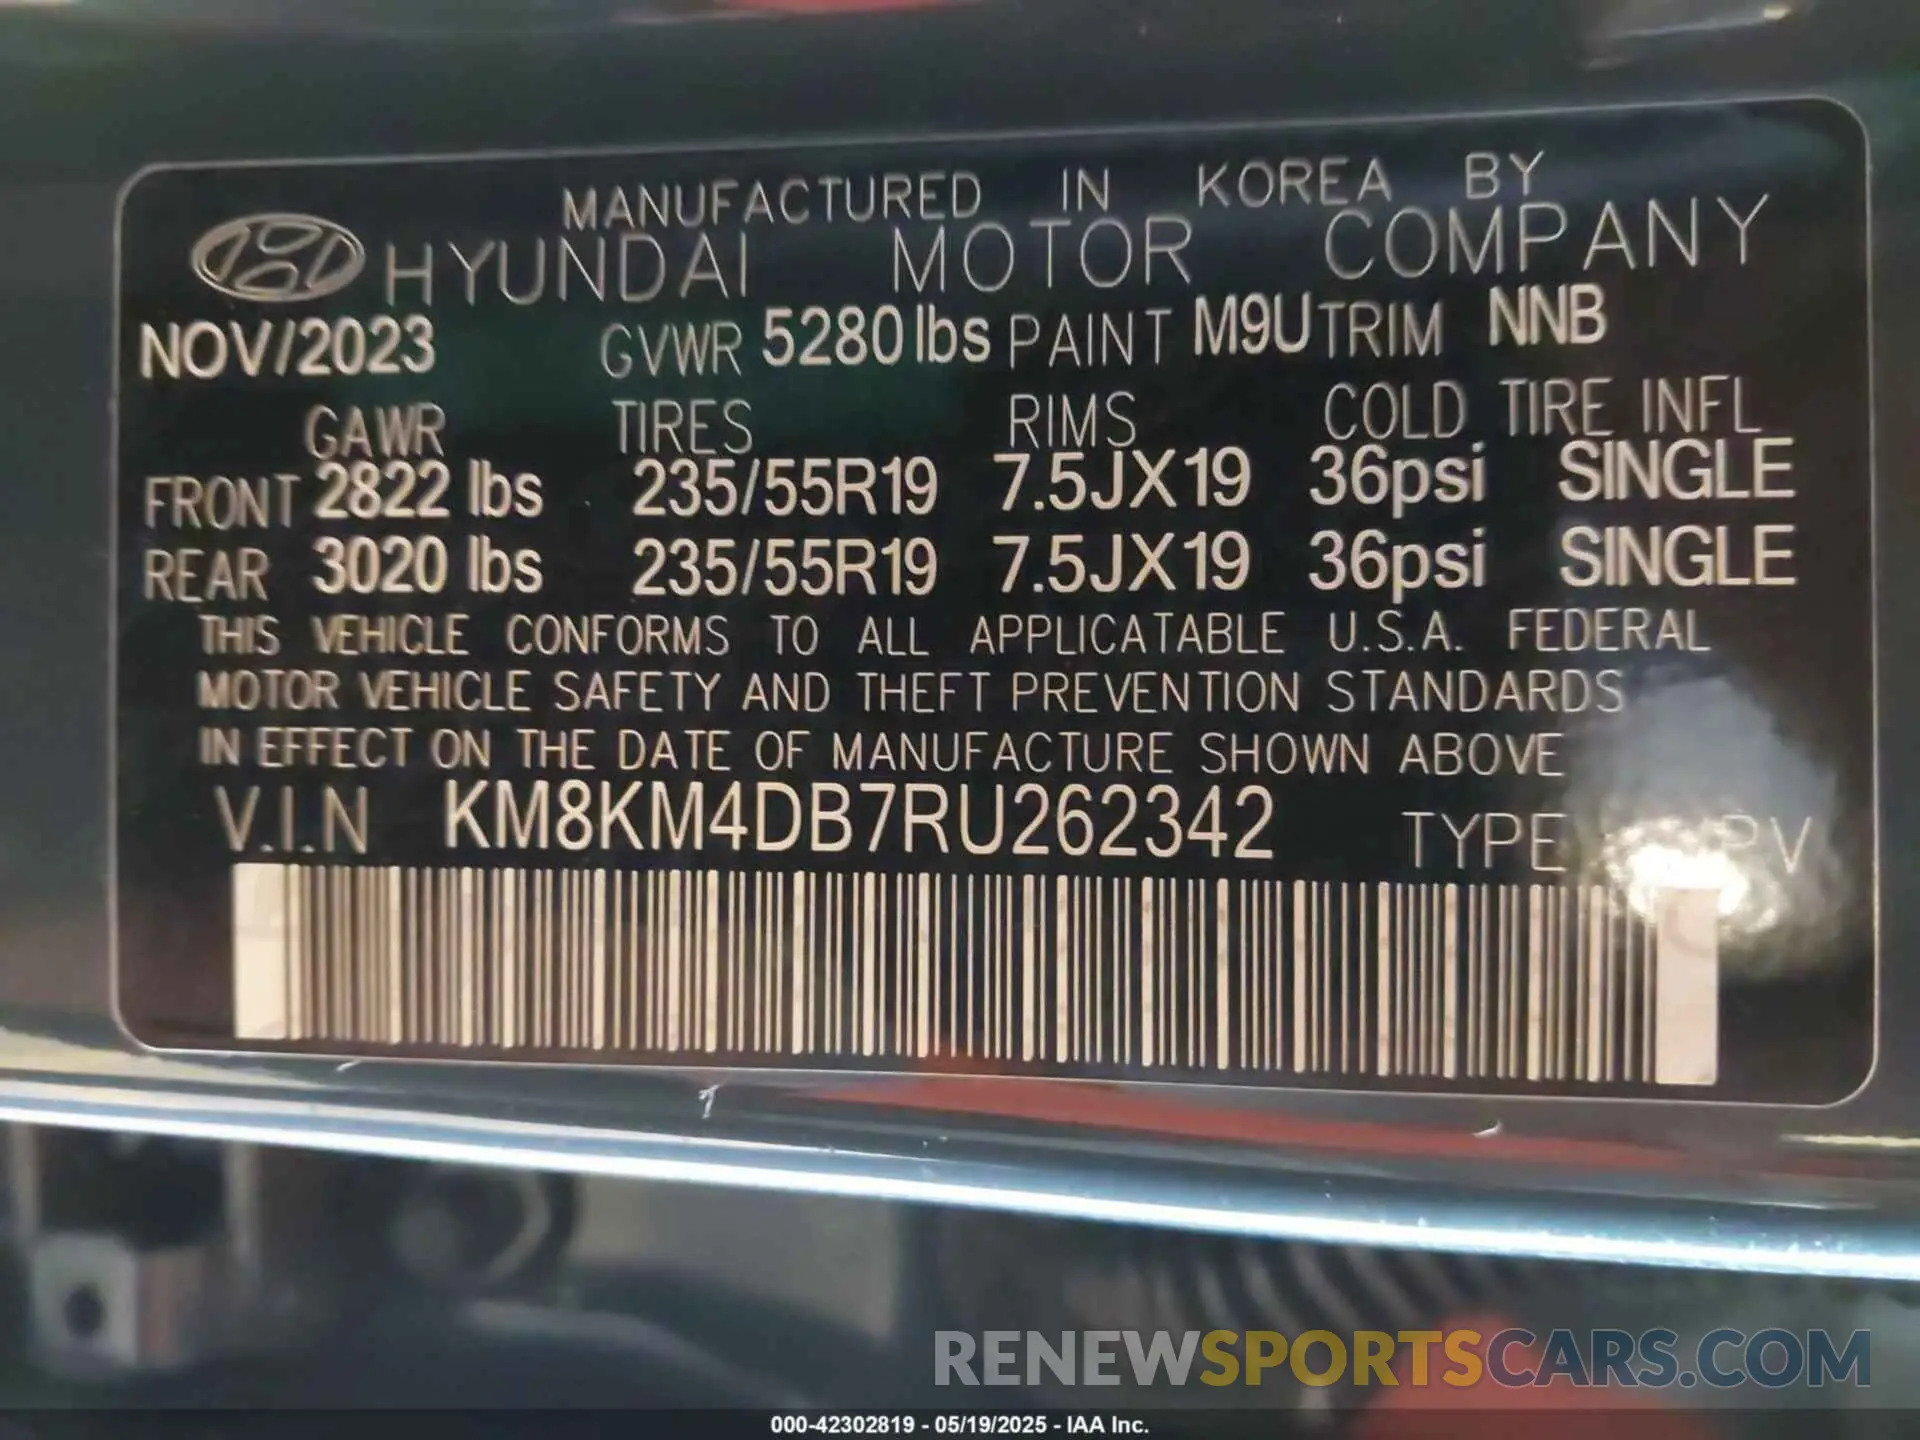 MANUFACTURED IN KOREA BY
HYUNDAI MOTOR COMPANY
NOV/2023 GVWR 5280 lbs PAINT M9U TRIM NNB
GAWR TIRES RIMS COLD TIRE INFL
FRONT 2822 lbs 235/55R19 7.5JX19 36psi SINGLE
REAR 3020 lbs 235/55R19 7.5JX19 36psi SINGLE
THIS VEHICLE CONFORMS TO ALL APPLICATABLE U.S.A. FEDERAL
MOTOR VEHICLE SAFETY AND THEFT PREVENTION STANDARDS
IN EFFECT ON THE DATE OF MANUFACTURE SHOWN ABOVE
V.I.N KM8KM4DB7RU262342 TYPE
RENEWSPORTSCARS.COM
000-42302819 - 05/19/2025 - IAA Inc.